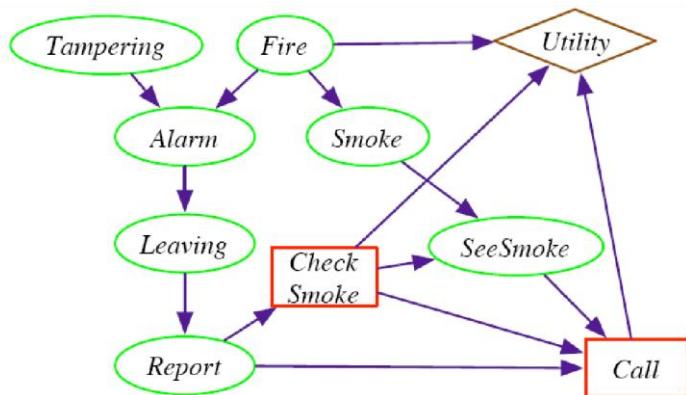 Tampering
Fire
Utility
Alarm
Smoke
Leaving
Check
Smoke
SeeSmoke
Report
Call